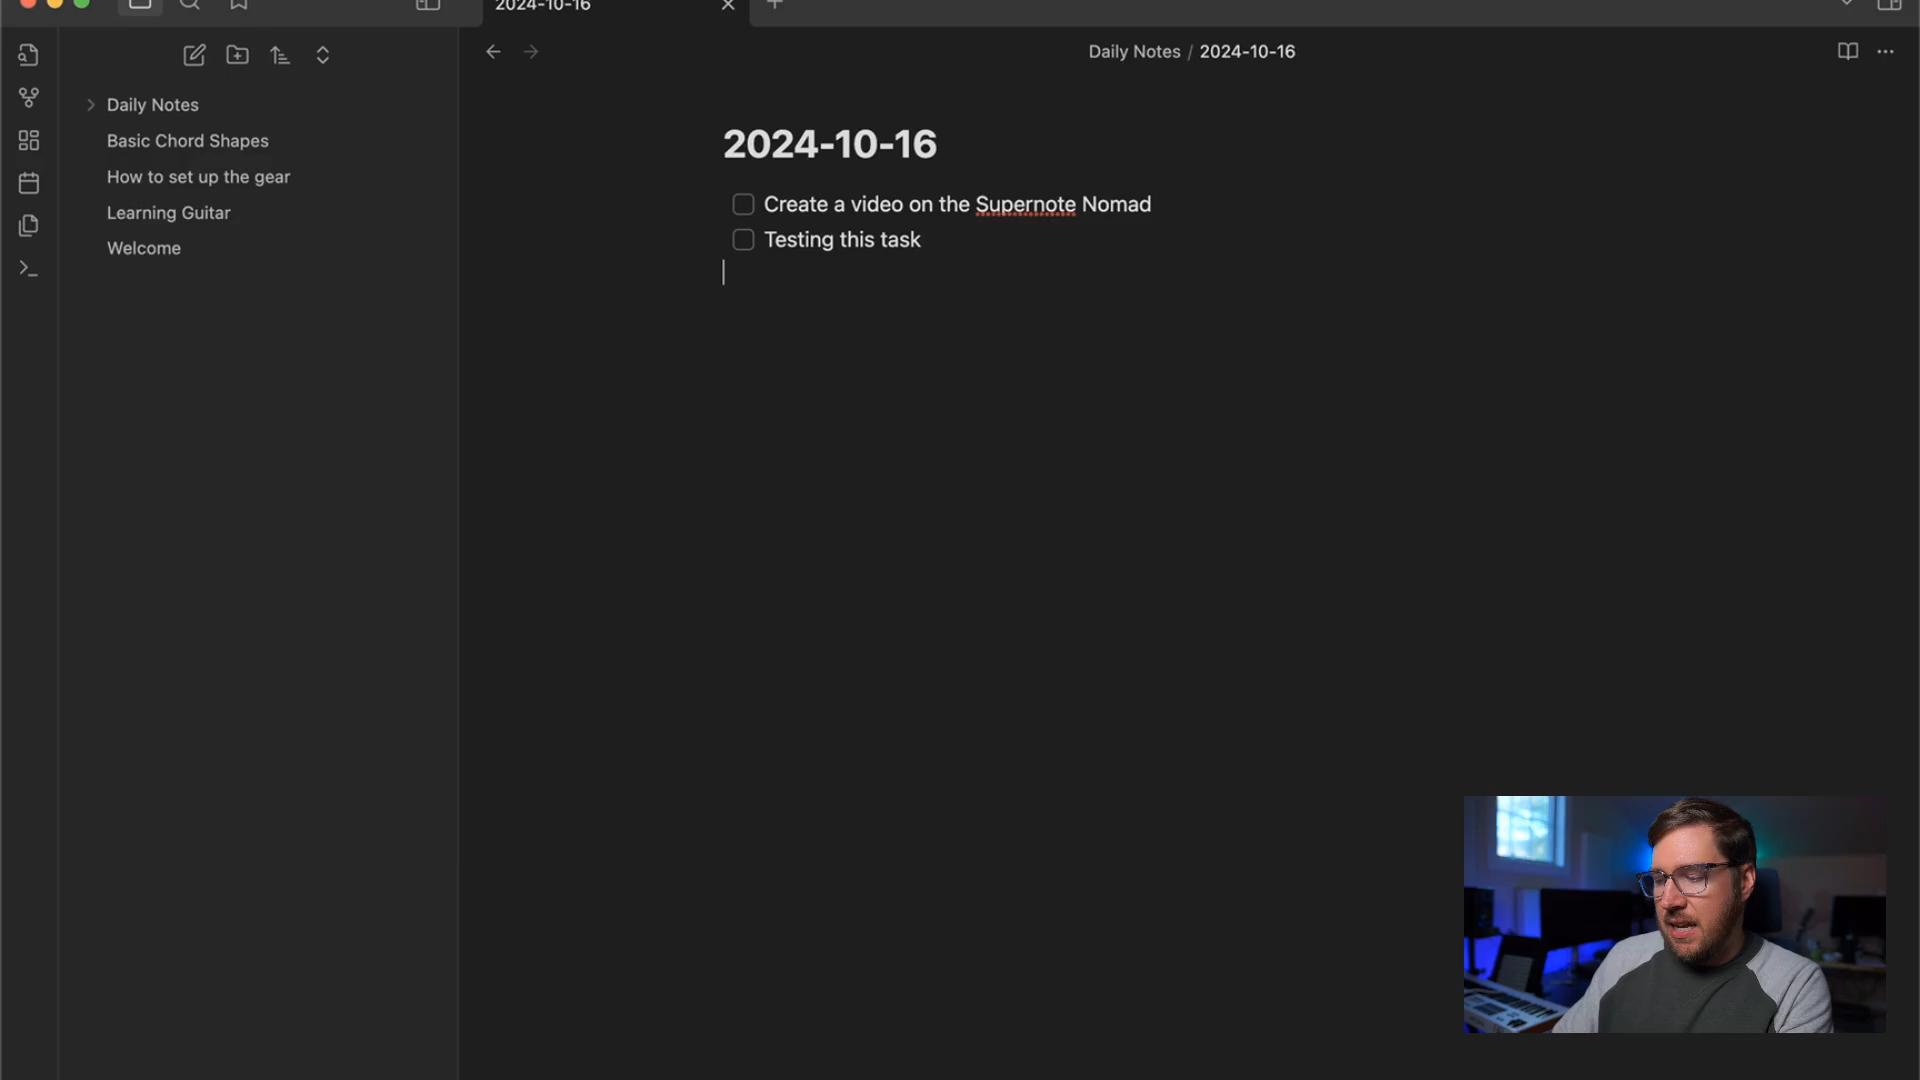 2024-10-16
Daily Notes / 2024-10-16
Daily Notes
Basic Chord Shapes
How to set up the gear
Learning Guitar
Welcome
2024-10-16
Create a video on the Supernote Nomad
Testing this task